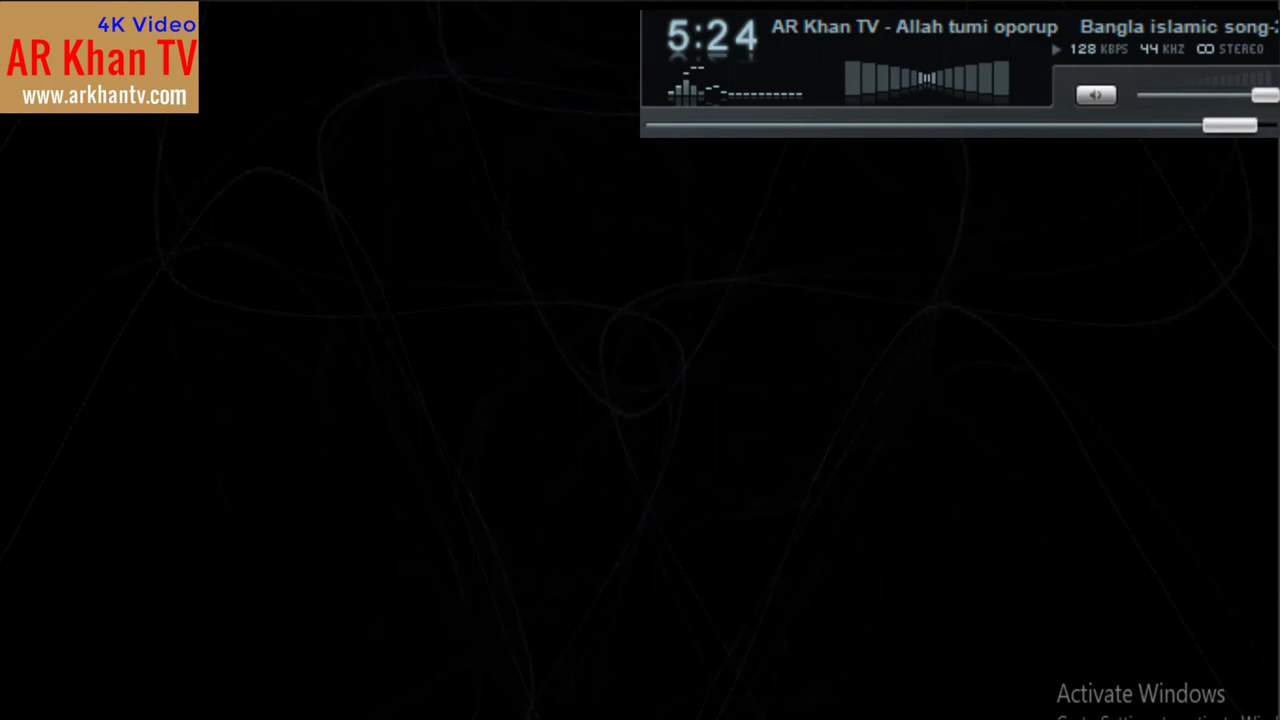 4K Video
AR Khan TV
www.arkhantv.com
5:24
AR Khan TV - Allah tumi oporup Bangla islamic song-
128 KBPS 44 KHZ STEREO
Activate Windows